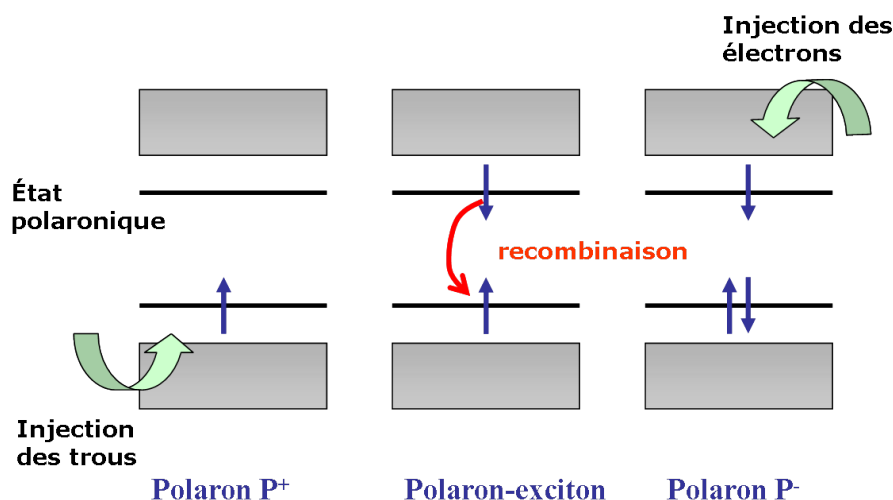 Injection des
électrons
État
polaronique
recombinaison
Injection
des trous
Polaron P+
Polaron-exciton
Polaron P-